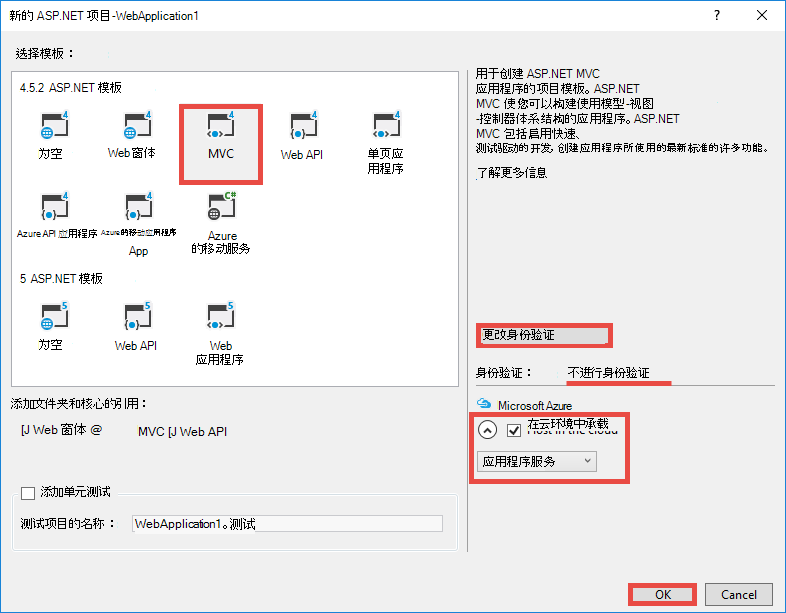 新的 ASP.NET 项目-WebApplication1
?
选择模板：
4.5.2 ASP.NET 模板
为空
Web 窗体
MVC
Web API
单页应
用程序
Azure API 应用程序
Azure 的移动应用程序
App
Azure
的移动服务
5 ASP.NET 模板
为空
Web API
Web
应用程序
添加文件夹和核心的引用：
[J Web 窗体 @
MVC [J Web API
添加单元测试
测试项目的名称：
WebApplication1。测试
用于创建 ASP.NET MVC
应用程序的项目模板。ASP.NET
MVC 使您可以构建使用模型-视图
-控制器体系结构的应用程序。ASP.NET
MVC 包括启用快速、
测试驱动的开发，创建应用程序所使用的最新标准的许多功能。
了解更多信息
更改身份验证
身份验证：
不进行身份验证
Microsoft Azure
在云环境中承载
Host in the cloud
应用程序服务
OK
Cancel